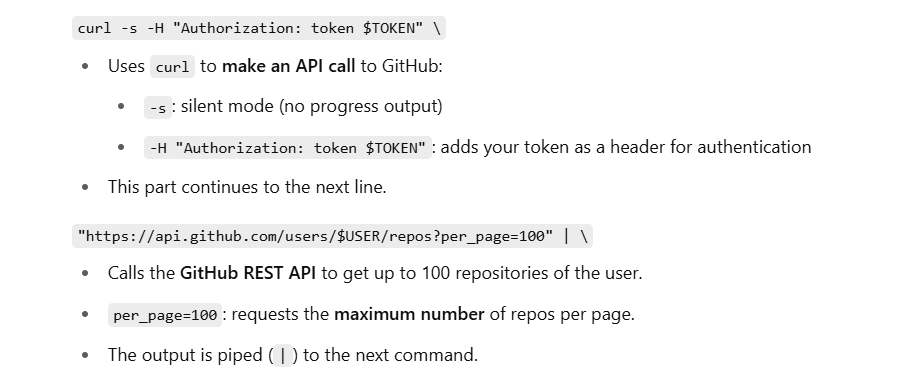 curl -s -H "Authorization: token $TOKEN" \
• Uses curl to make an API call to GitHub:
• -s: silent mode (no progress output)
• -H "Authorization: token $TOKEN": adds your token as a header for authentication
• This part continues to the next line.
"https://api.github.com/users/$USER/repos?per_page=100" | \
• Calls the GitHub REST API to get up to 100 repositories of the user.
• per_page=100: requests the maximum number of repos per page.
• The output is piped (|) to the next command.